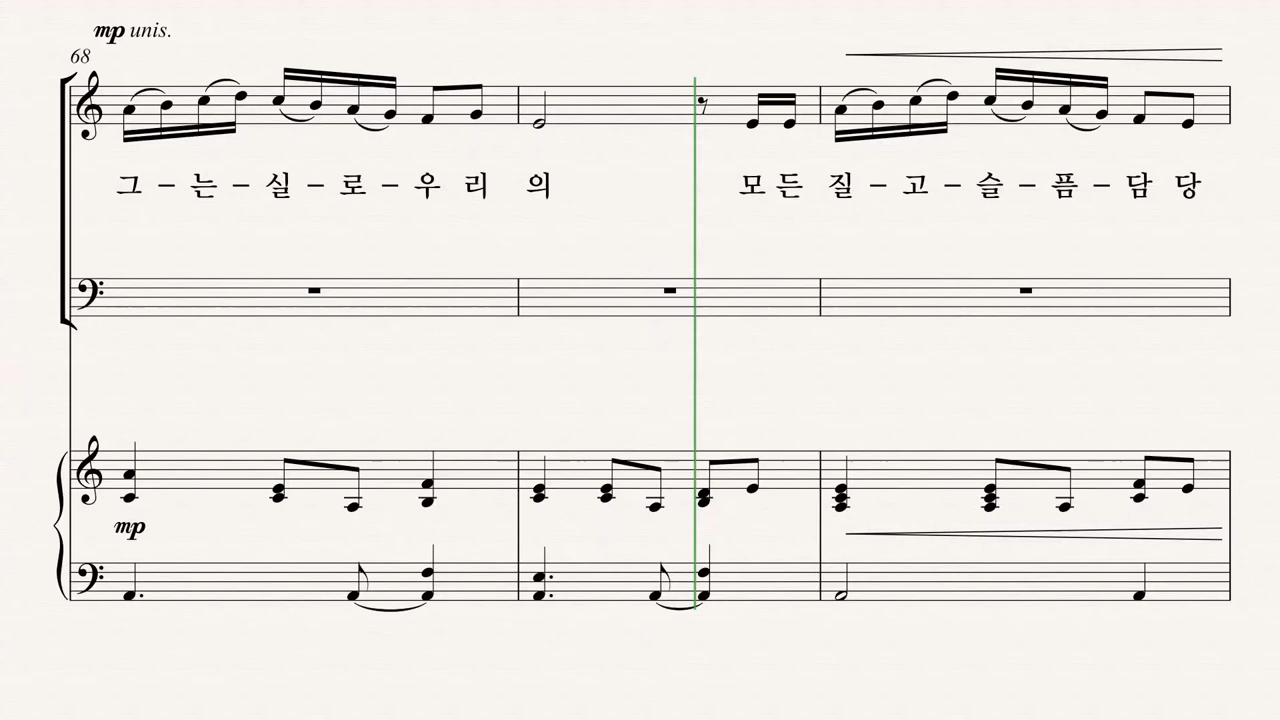 mp unis.
68
그 – 는 – 실 – 로 – 우 리 의 모 든 질 – 고 – 슬 – 픔 – 담 당
mp